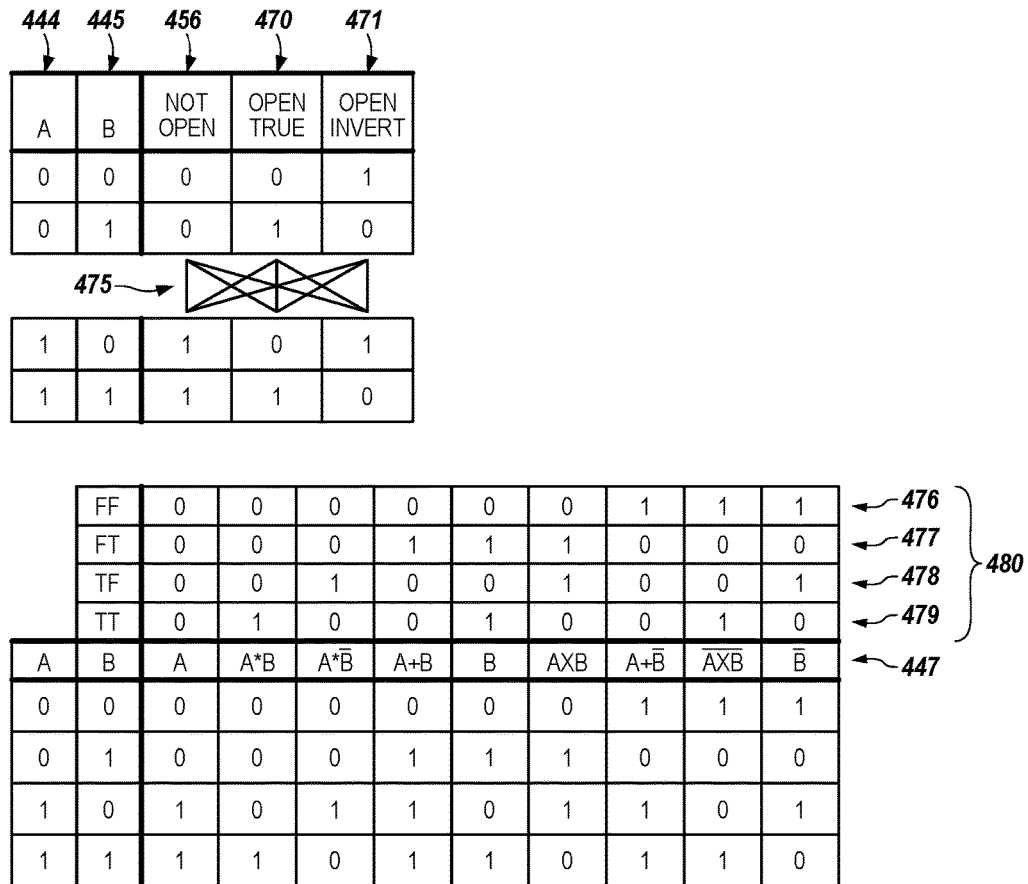 444 445 456 470 471
A B NOT OPEN OPEN TRUE OPEN INVERT
0 0 0 0 1
0 1 0 1 0
475
1 0 1 0 1
1 1 1 1 0
FF 0 0 0 0 0 0 1 1 1 476
FT 0 0 0 1 1 1 0 0 0 477
TF 0 0 1 0 0 1 0 0 1 478
TT 0 1 0 0 1 0 0 1 0 479
480
A B A A*B A*B̅ A+B B AXB A+B̅ A̅X̅B̅ B̅ 447
0 0 0 0 0 0 0 0 1 1 1
0 1 0 0 0 1 1 1 0 0 0
1 0 1 0 1 1 0 1 1 0 1
1 1 1 1 0 1 1 0 1 1 0